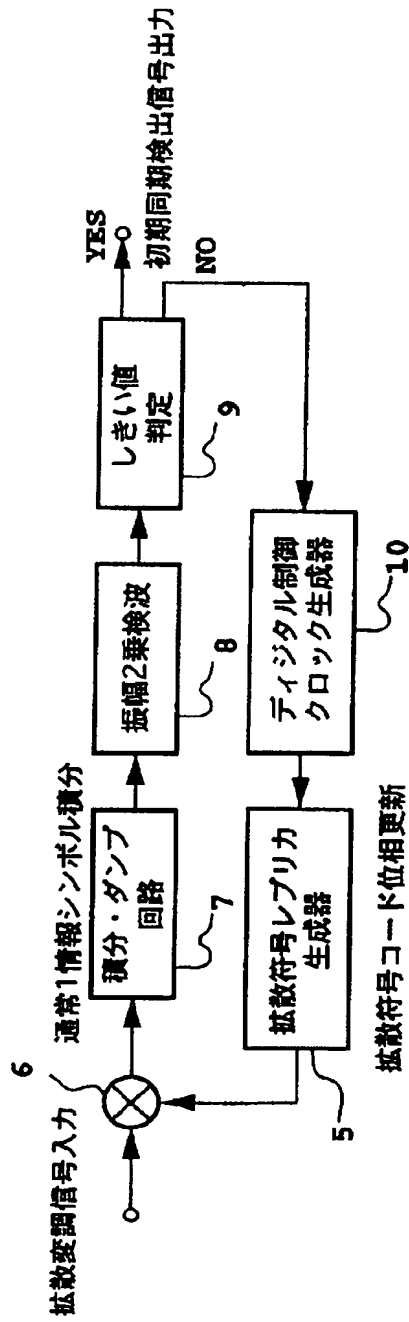 拡散変調信号入力
6
通常1情報シンボル積分
積分・ダンプ
回路
7
振幅2乗検波
8
しきい値
判定
9
YES
初期同期検出信号出力
NO
ディジタル制御
クロック生成器
10
拡散符号レプリカ
生成器
5
拡散符号コード位相更新